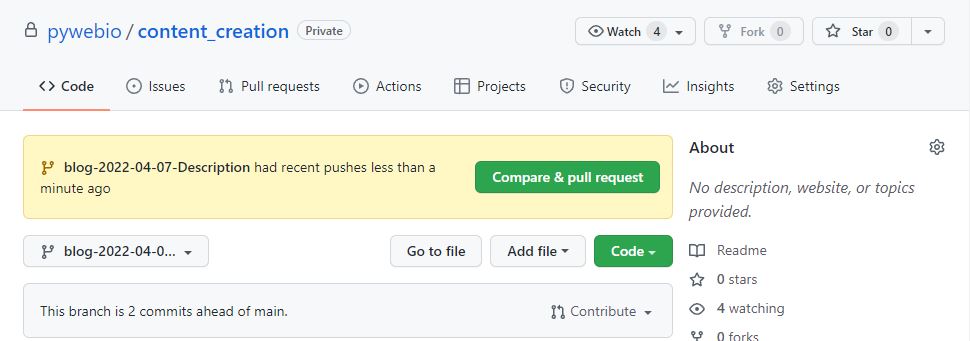 pywebio / content_creation Private
Watch 4 Fork 0 Star 0
Code Issues Pull requests Actions Projects Security Insights Settings
blog-2022-04-07-Description had recent pushes less than a
minute ago
Compare & pull request
blog-2022-04-0... Go to file Add file Code
This branch is 2 commits ahead of main. Contribute
About
No description, website, or topics
provided.
Readme
0 stars
4 watching
0 forks